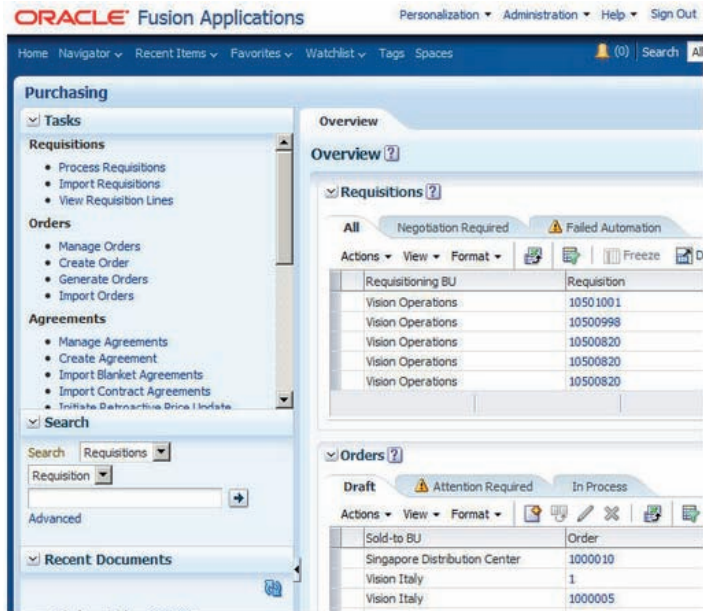 ORACLE Fusion Applications
Personalization Administration Help Sign Out
Home Navigator Recent Items Favorites Watchlist Tags Spaces (0) Search All
Purchasing
Tasks
Requisitions
• Process Requisitions
• Import Requisitions
• View Requisition Lines
Orders
• Manage Orders
• Create Order
• Generate Orders
• Import Orders
Agreements
• Manage Agreements
• Create Agreement
• Import Blanket Agreements
• Import Contract Agreements
• Initiate Retroactive Price Update
Search
Search Requisitions
Requisition
Advanced
Recent Documents
Overview
Overview ?
Requisitions ?
All Negotiation Required Failed Automation
Actions View Format Freeze D
Requisitioning BU Requisition
Vision Operations 10501001
Vision Operations 10500998
Vision Operations 10500820
Vision Operations 10500820
Vision Operations 10500820
Orders ?
Draft Attention Required In Process
Actions View Format
Sold-to BU Order
Singapore Distribution Center 1000010
Vision Italy 1
Vision Italy 1000005